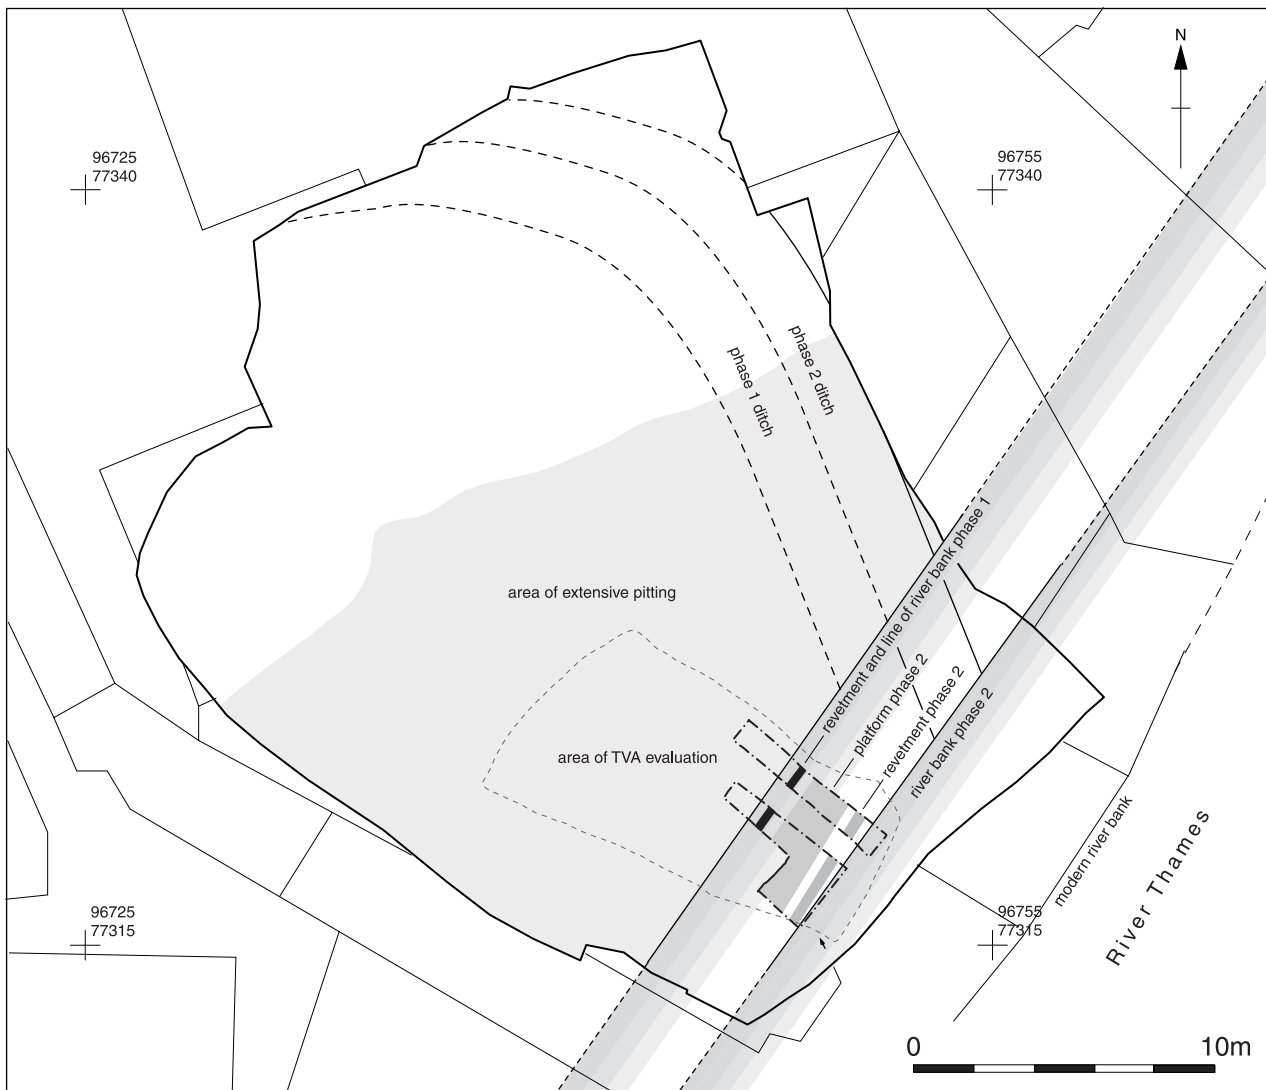 N
96725
77340
96755
77340
phase 2 ditch
phase 1 ditch
revetment and line of river bank phase 1
area of extensive pitting
platform phase 2
revetment phase 2
river bank phase 2
area of TVA evaluation
modern river bank
River Thames
96725
77315
96755
77315
0
10m